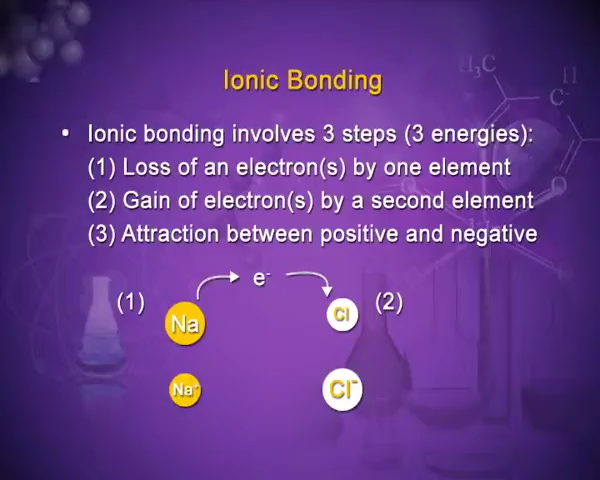 Ionic Bonding
• Ionic bonding involves 3 steps (3 energies):
(1) Loss of an electron(s) by one element
(2) Gain of electron(s) by a second element
(3) Attraction between positive and negative
(1) e⁻ (2)
Na Cl
Na⁺ Cl⁻
H₃C
H
C
O